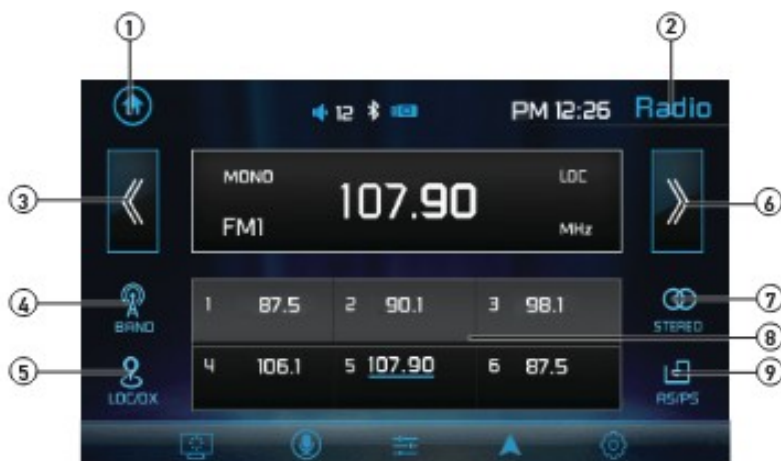 1 2
12 PM 12:26 Radio
3 MONO 107.90 LOC 6
FM1 MHz
4 BAND 1 87.5 2 90.1 3 98.1 STEREO 7
8
5 LOC/DX 4 106.1 5 107.90 6 87.5 AS/PS 9